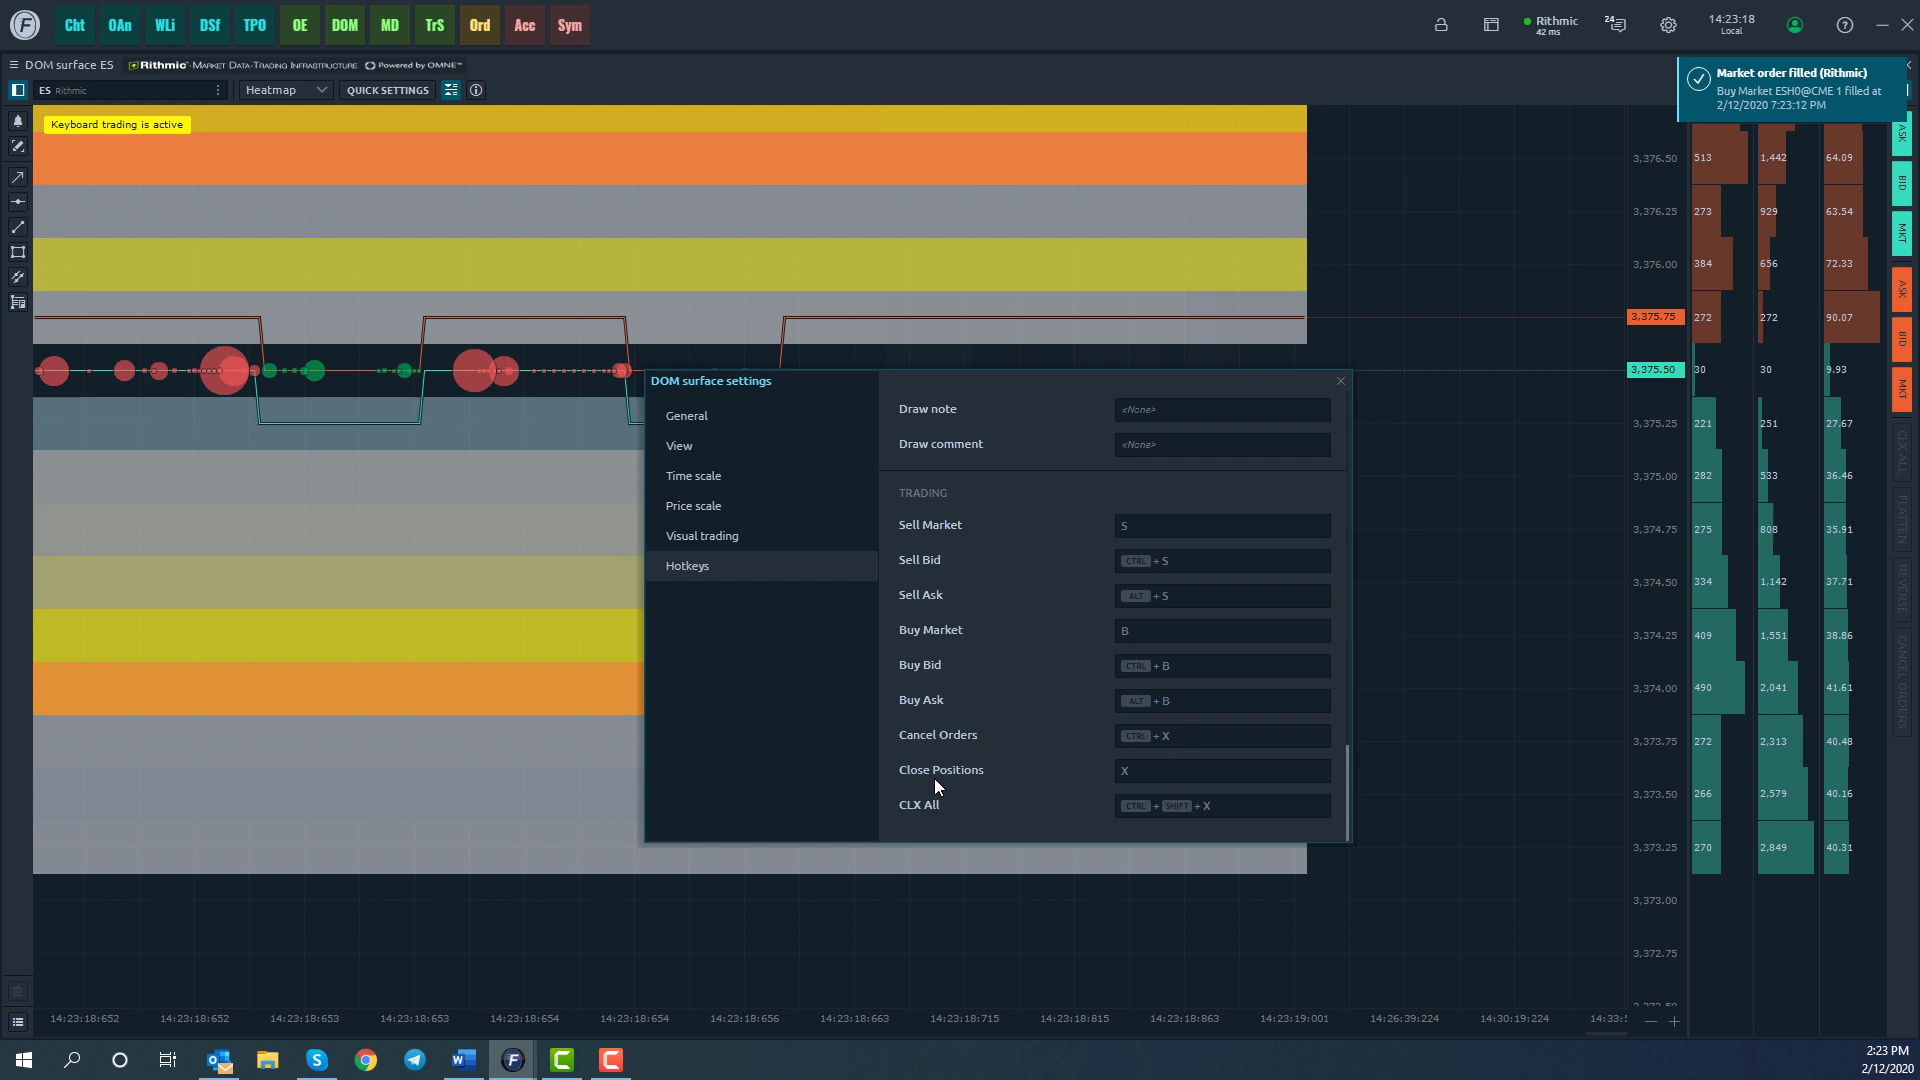 Cht OAn WLi DSf TPO OE DOM MD TrS Ord Acc Sym
Rithmic
42 ms
24
14:23:18
Local
DOM surface ES
Rithmic - Market Data-Trading Infrastructure Powered by OMNE™
ES Rithmic
Heatmap
QUICK SETTINGS
Market order filled (Rithmic)
Buy Market ESH0@CME 1 filled at
2/12/2020 7:23:12 PM
Keyboard trading is active
3,376.50 513 1,442 64.09
3,376.25 273 929 63.54
3,376.00 384 656 72.33
3,375.75 272 272 90.07
3,375.50 30 30 9.93
3,375.25 221 251 27.67
3,375.00 282 533 36.46
3,374.75 275 808 35.91
3,374.50 334 1,142 37.71
3,374.25 409 1,551 38.86
3,374.00 490 2,041 41.61
3,373.75 272 2,313 40.48
3,373.50 266 2,579 40.16
3,373.25 270 2,849 40.31
3,373.00
3,372.75
ASK
BID
MKT
ASK
BID
MKT
CLX ALL
FLATTEN
REVERSE
CANCEL ORDERS
DOM surface settings
General
View
Time scale
Price scale
Visual trading
Hotkeys
Draw note <None>
Draw comment <None>
TRADING
Sell Market S
Sell Bid CTRL + S
Sell Ask ALT + S
Buy Market B
Buy Bid CTRL + B
Buy Ask ALT + B
Cancel Orders CTRL + X
Close Positions X
CLX All CTRL + SHIFT + X
14:23:18:652 14:23:18:652 14:23:18:653 14:23:18:653 14:23:18:654 14:23:18:654 14:23:18:656 14:23:18:663 14:23:18:715 14:23:18:815 14:23:18:863 14:23:19:001 14:26:39:224 14:30:19:224
2:23 PM
2/12/2020